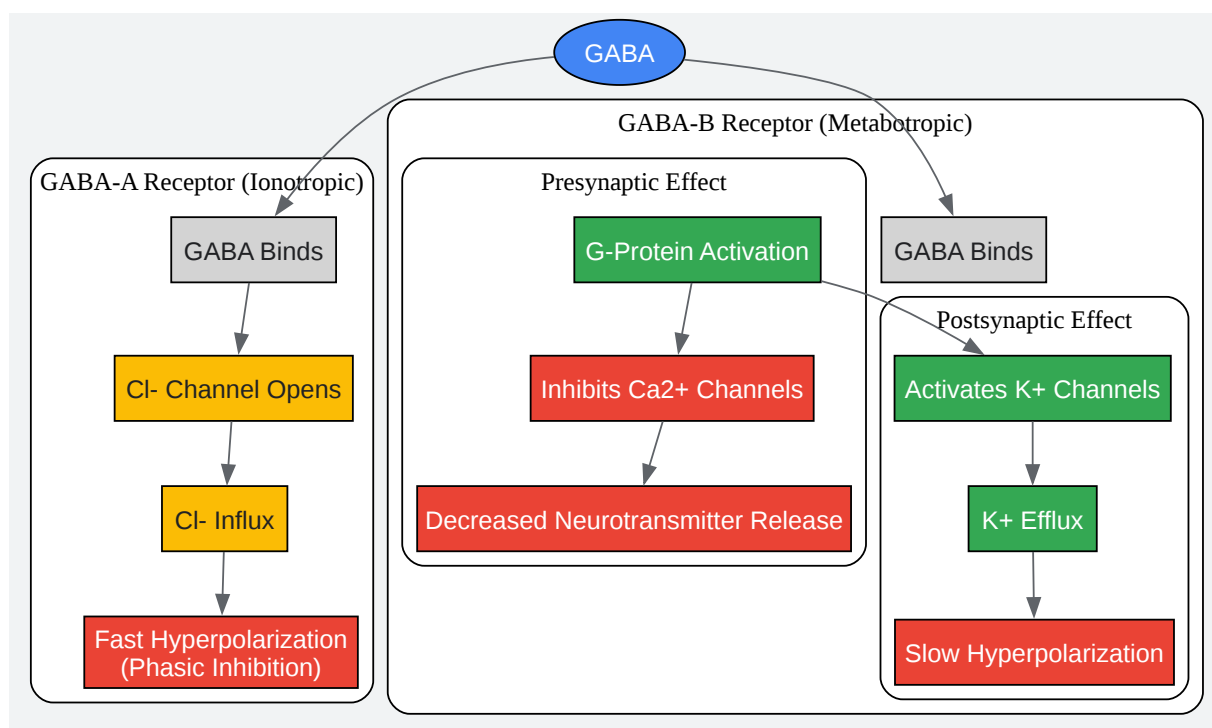 GABA
GABA-B Receptor (Metabotropic)
GABA-A Receptor (Ionotropic)
Presynaptic Effect
GABA Binds
G-Protein Activation
GABA Binds
Postsynaptic Effect
Cl- Channel Opens
Inhibits Ca2+ Channels
Activates K+ Channels
Cl- Influx
Decreased Neurotransmitter Release
K+ Efflux
Fast Hyperpolarization
(Phasic Inhibition)
Slow Hyperpolarization